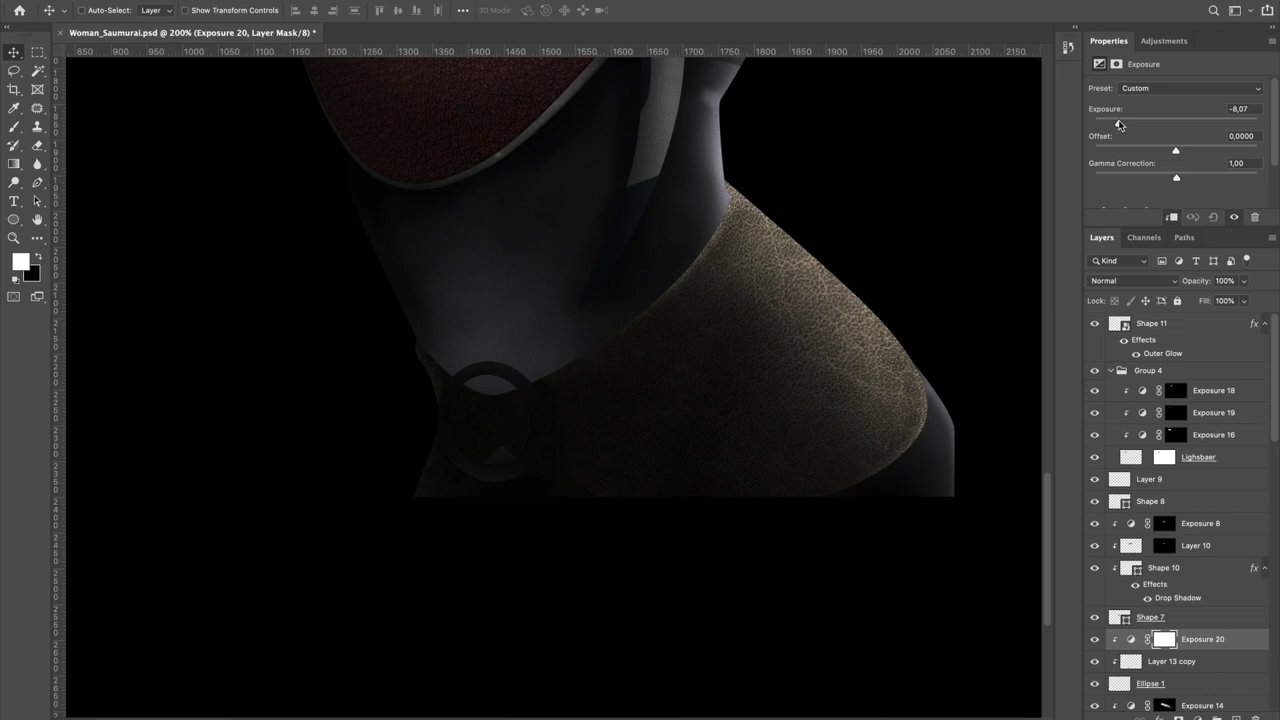 Auto-Select: Layer Show Transform Controls 3D Mode:
Woman_Saumurai.psd @ 200% (Exposure 20, Layer Mask/8) *
850 900 950 1000 1050 1100 1150 1200 1250 1300 1350 1400 1450 1500 1550 1600 1650 1700 1750 1800 1850 1900 1950 2000 2050 2100 2150
Properties Adjustments
Exposure
Preset: Custom
Exposure: -8,07
Offset: 0,0000
Gamma Correction: 1,00
Layers Channels Paths
Kind
Normal Opacity: 100%
Lock: Fill: 100%
Shape 11 fx
Effects
Outer Glow
Group 4
Exposure 18
Exposure 19
Exposure 16
Lighsbaer
Layer 9
Shape 8
Exposure 8
Layer 10
Shape 10 fx
Effects
Drop Shadow
Shape 7
Exposure 20
Layer 13 copy
Ellipse 1
Exposure 14